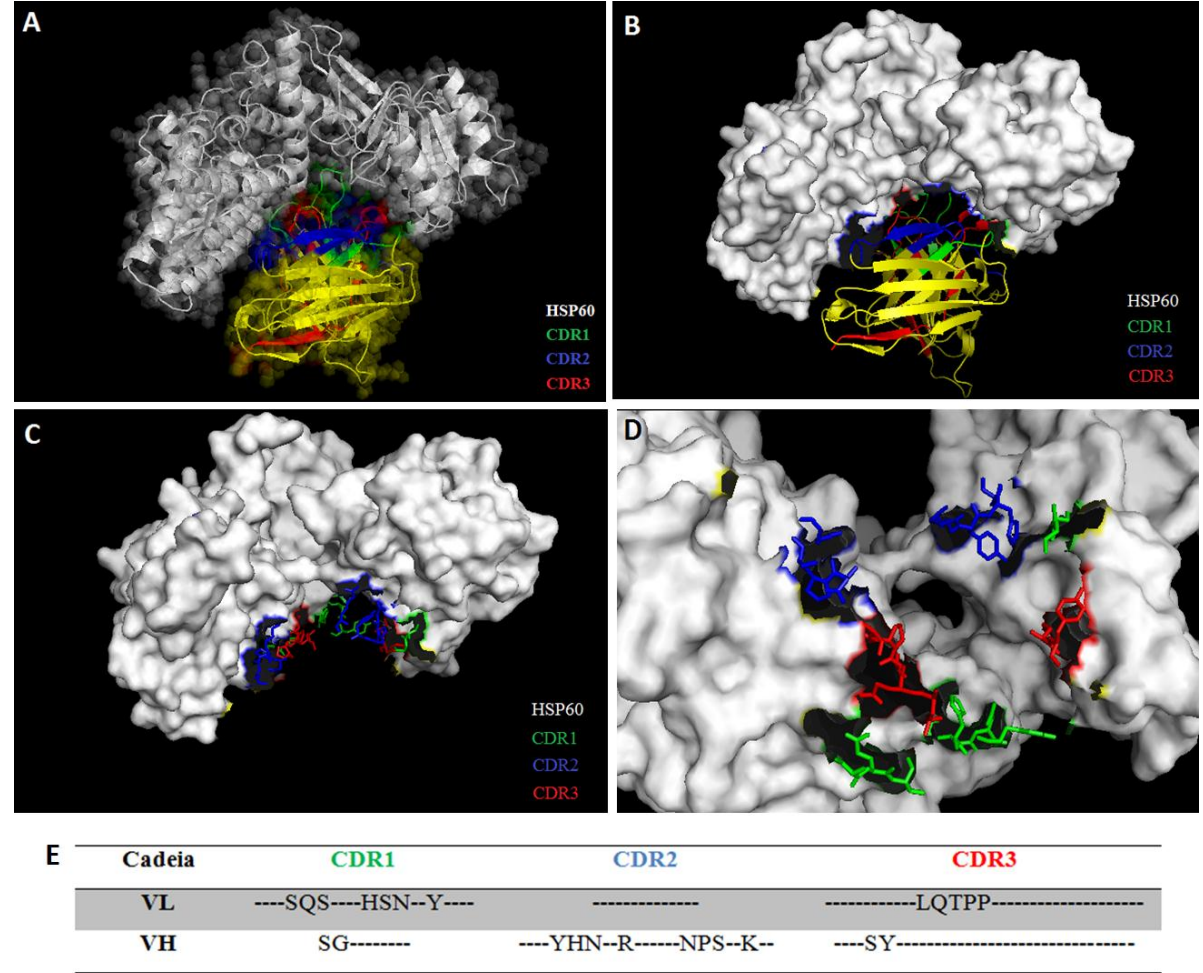 A
HSP60
CDR1
CDR2
CDR3
B
HSP60
CDR1
CDR2
CDR3
C
HSP60
CDR1
CDR2
CDR3
D
E
Cadeia CDR1 CDR2 CDR3
VL ----SQS----HSN--Y---- -------------- ------------LQTPP--------------------
VH SG-------- ----YHN--R------NPS--K-- ----SY-------------------------------